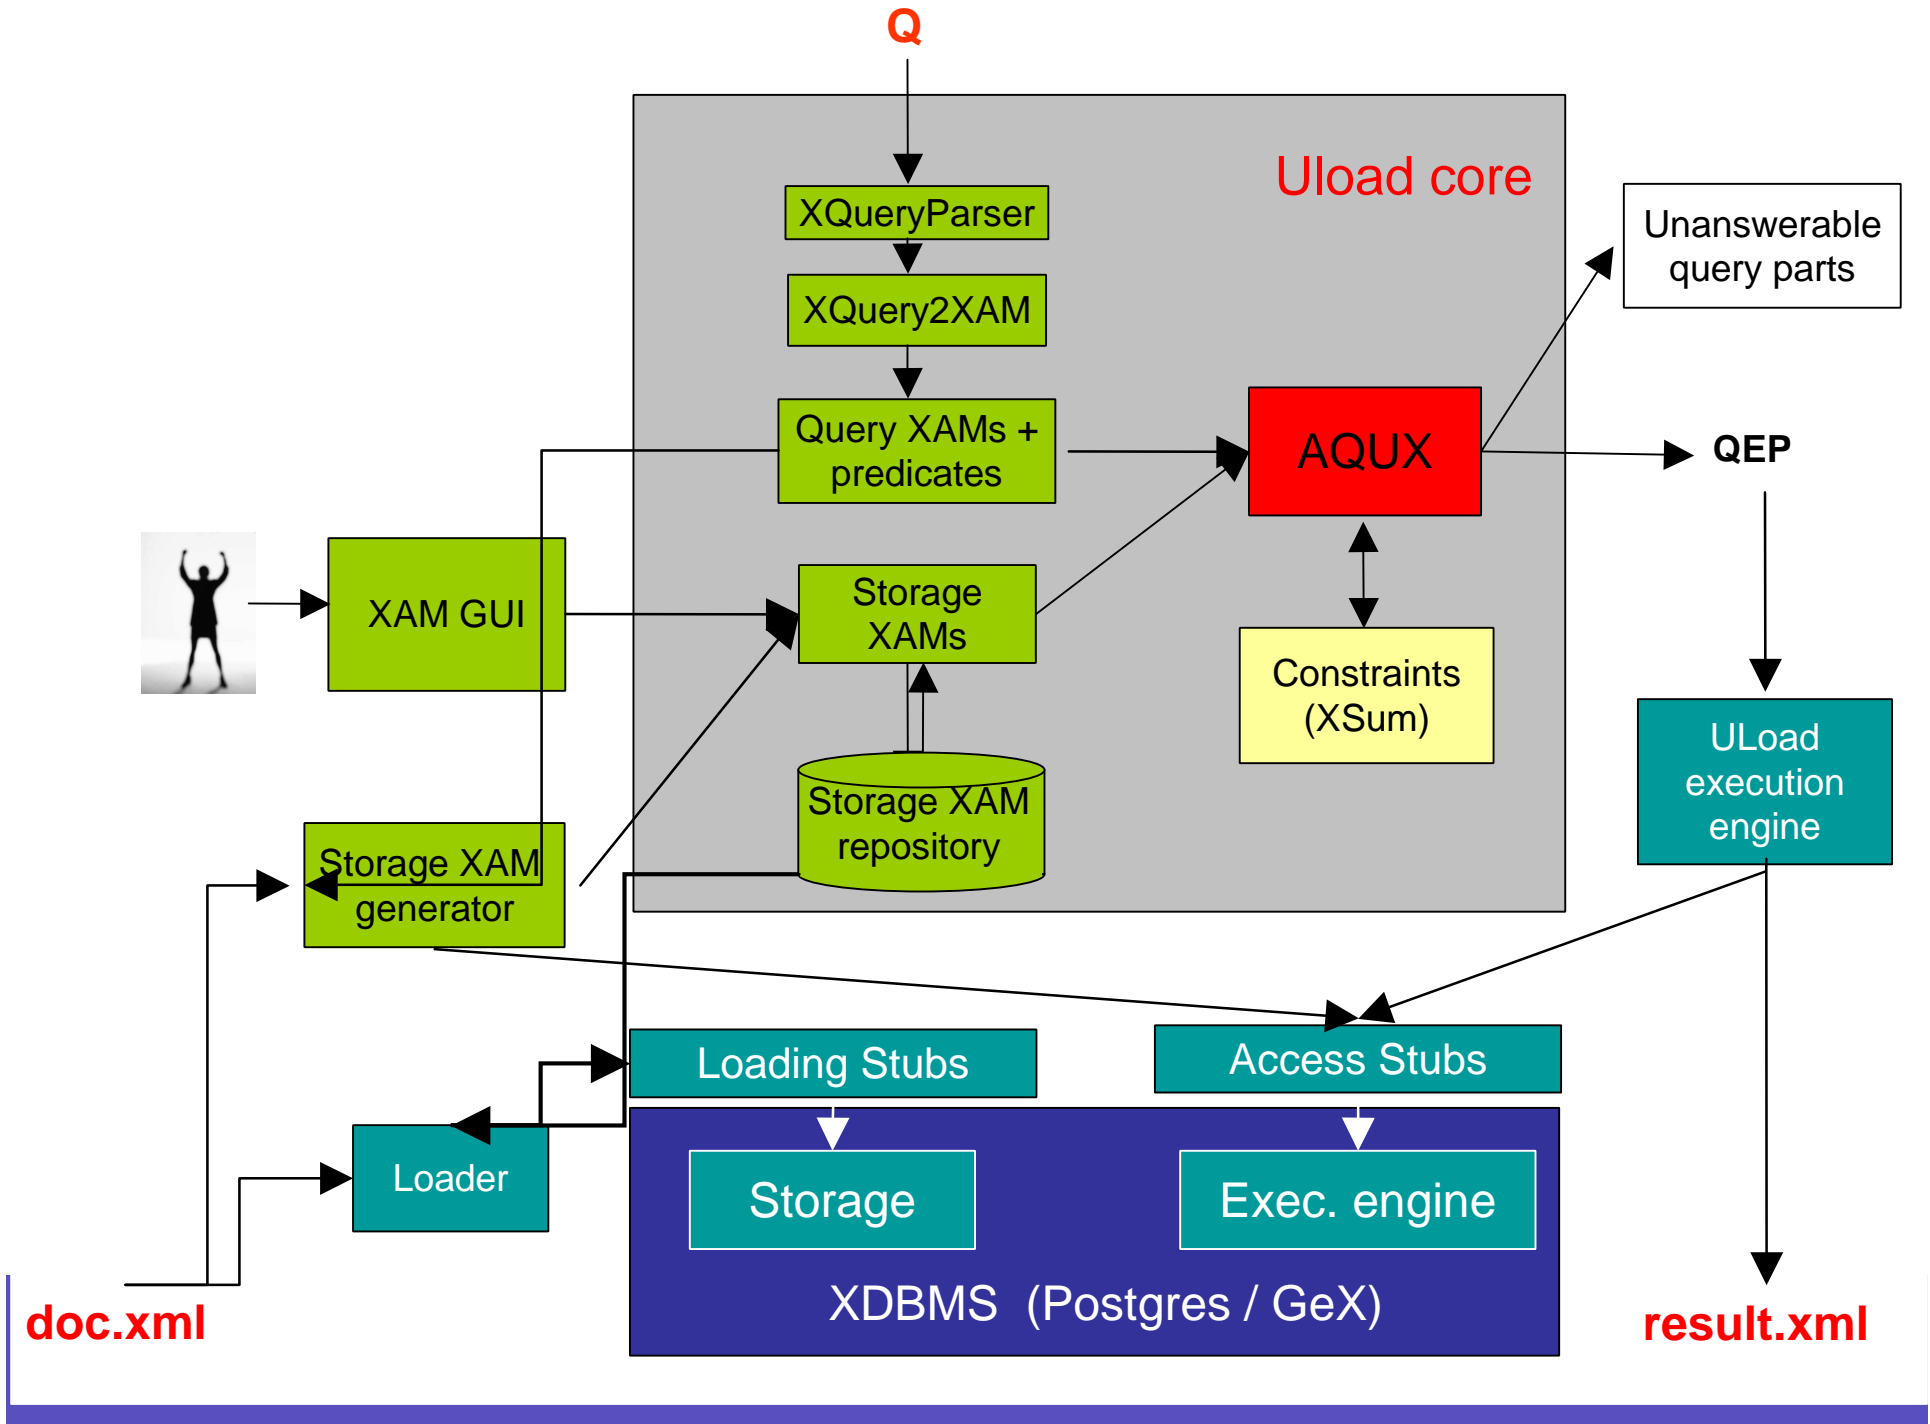 Q
Uload core
XQueryParser
Unanswerable
query parts
XQuery2XAM
Query XAMs +
predicates
AQUX
QEP
XAM GUI
Storage
XAMs
Constraints
(XSum)
ULoad
execution
engine
Storage XAM
repository
Storage XAM
generator
Loading Stubs
Access Stubs
Loader
Storage
Exec. engine
XDBMS (Postgres / GeX)
doc.xml
result.xml